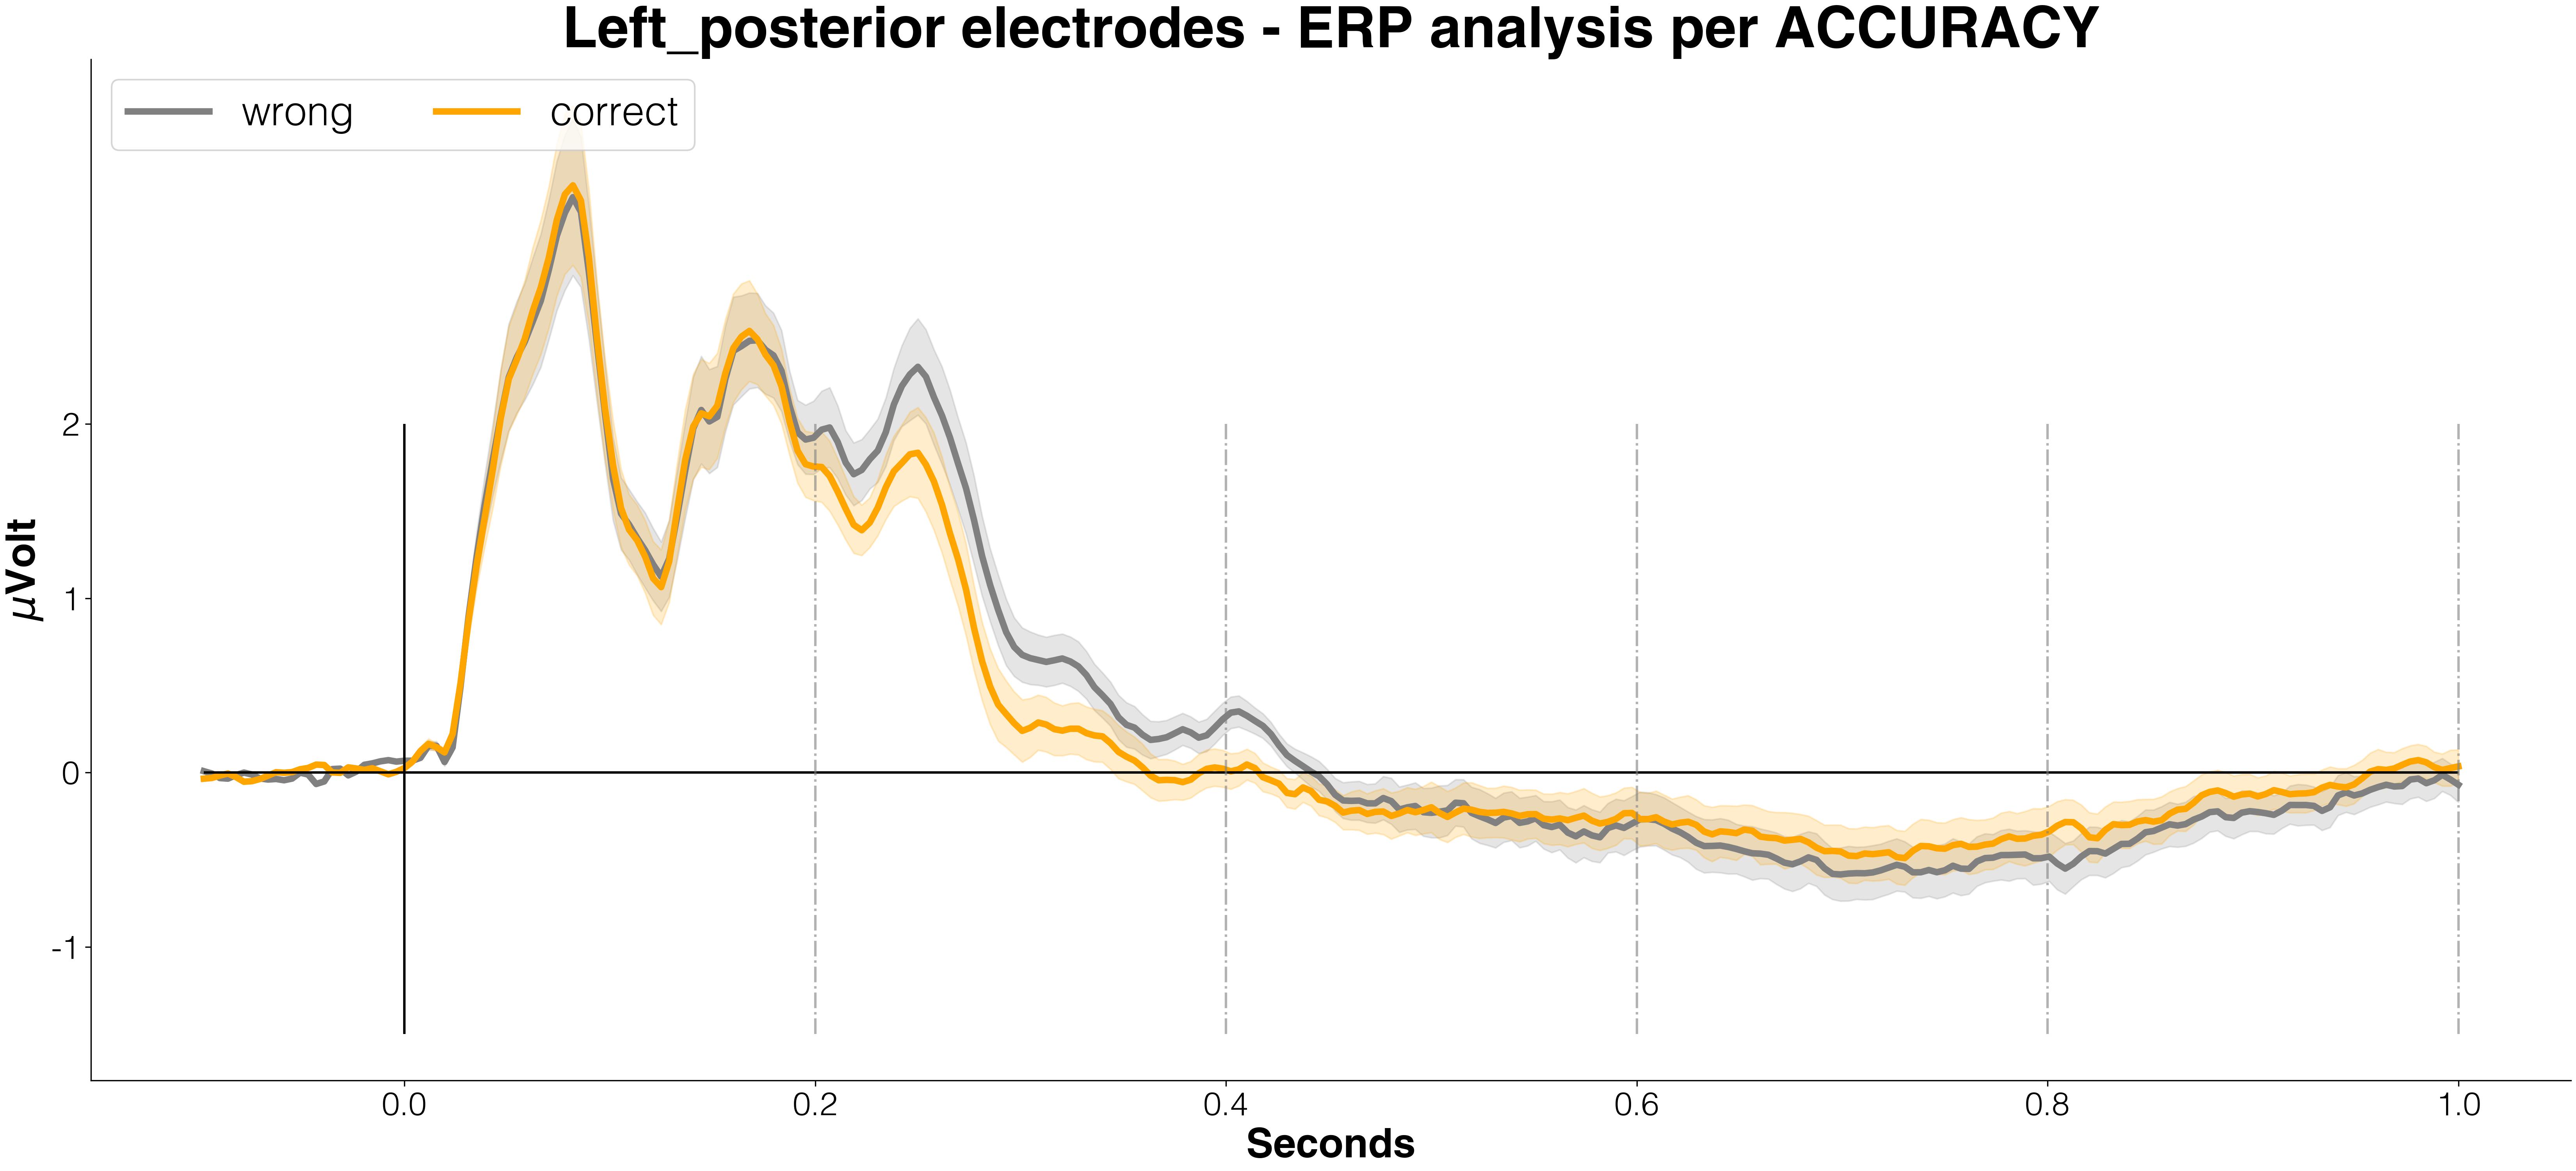 Left_posterior electrodes - ERP analysis per ACCURACY
wrong correct
μVolt
2
1
0
-1
0.0 0.2 0.4 0.6 0.8 1.0
Seconds